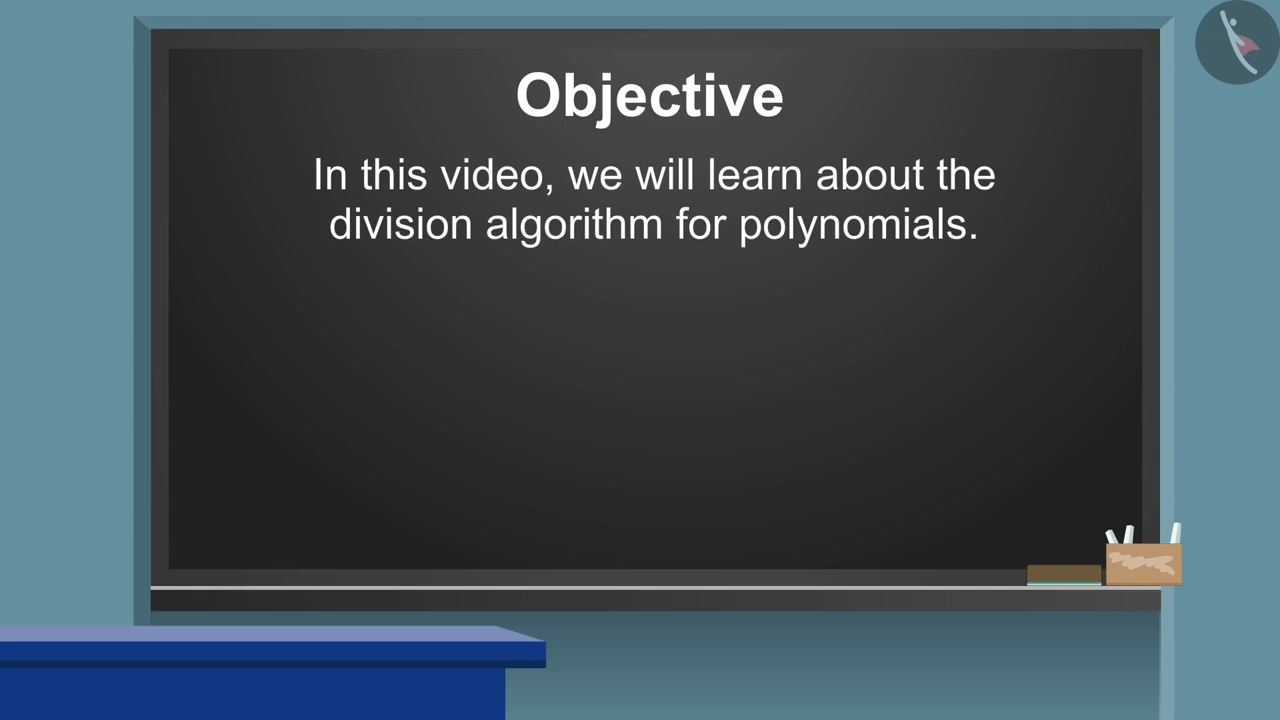 Objective
In this video, we will learn about the
division algorithm for polynomials.